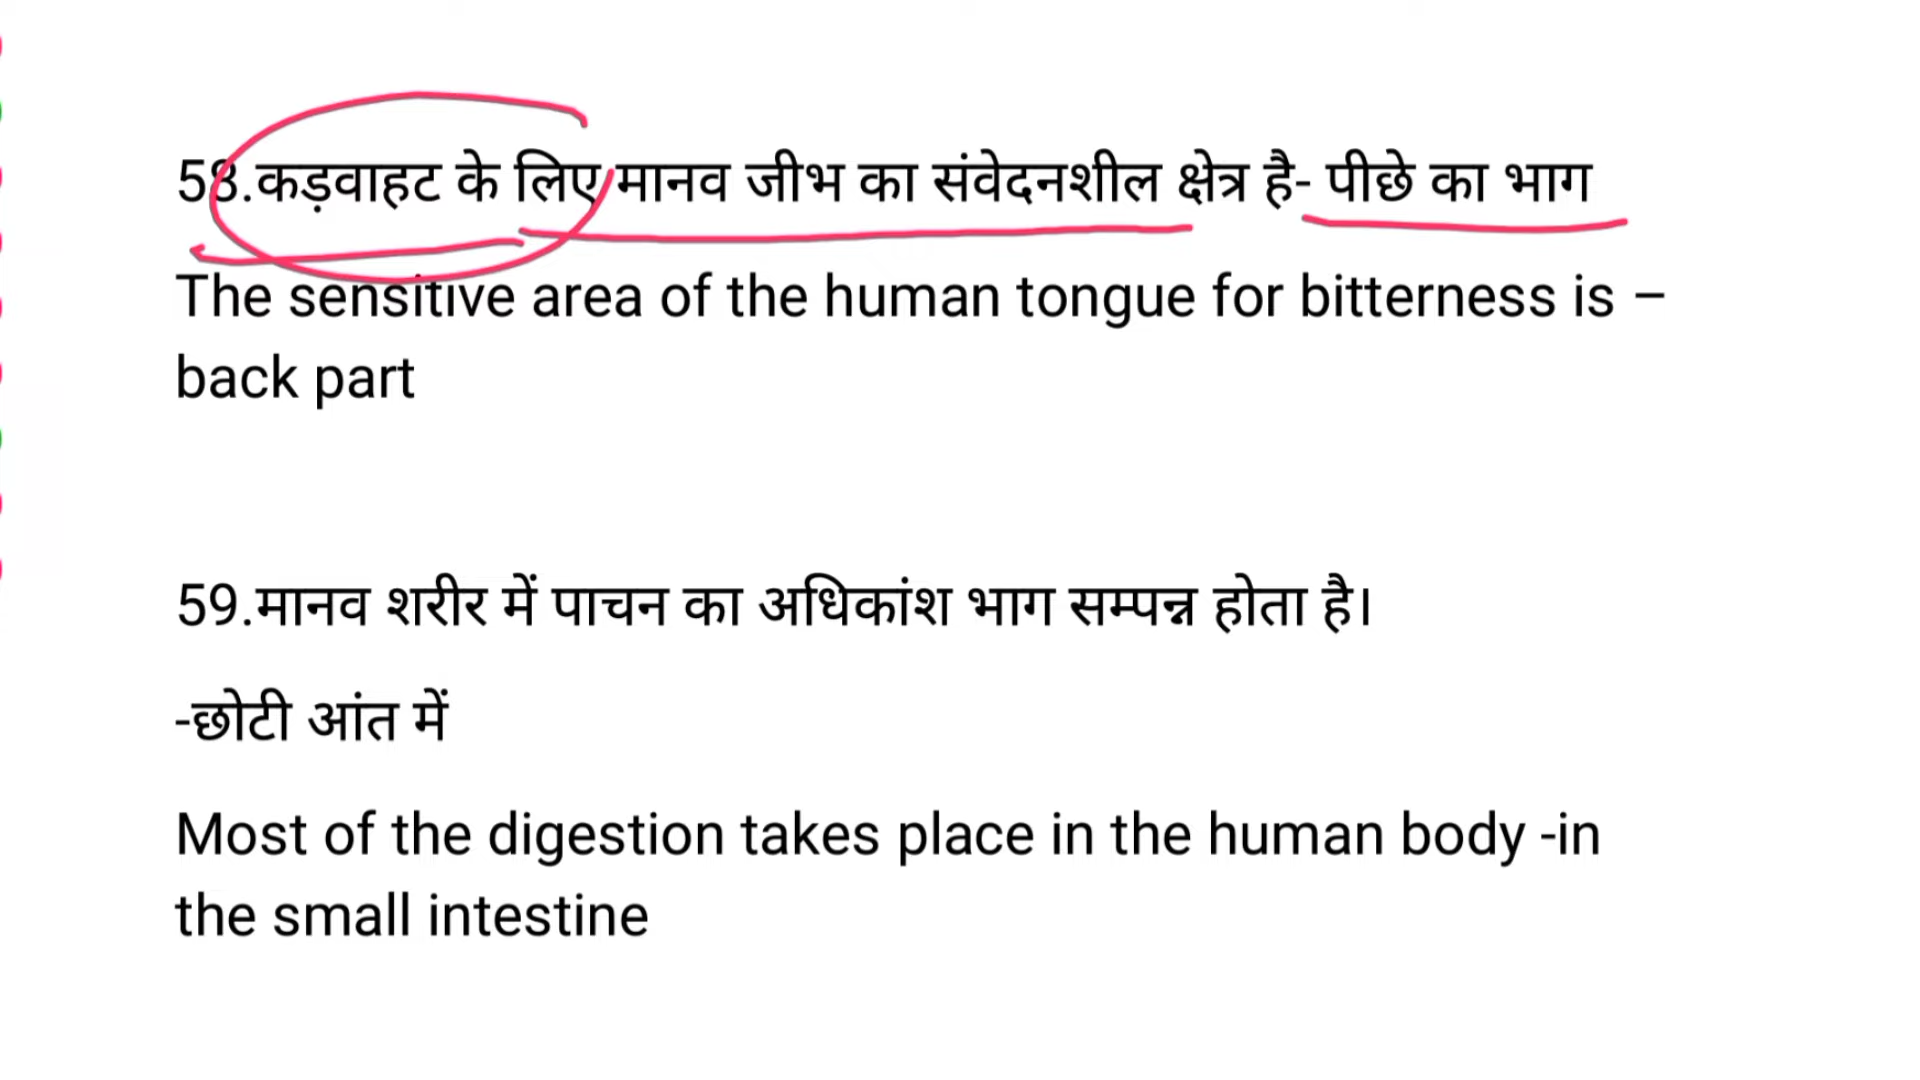 58.कड़वाहट के लिए मानव जीभ का संवेदनशील क्षेत्र है- पीछे का भाग
The sensitive area of the human tongue for bitterness is –
back part
59.मानव शरीर में पाचन का अधिकांश भाग सम्पन्न होता है।
-छोटी आंत में
Most of the digestion takes place in the human body -in
the small intestine